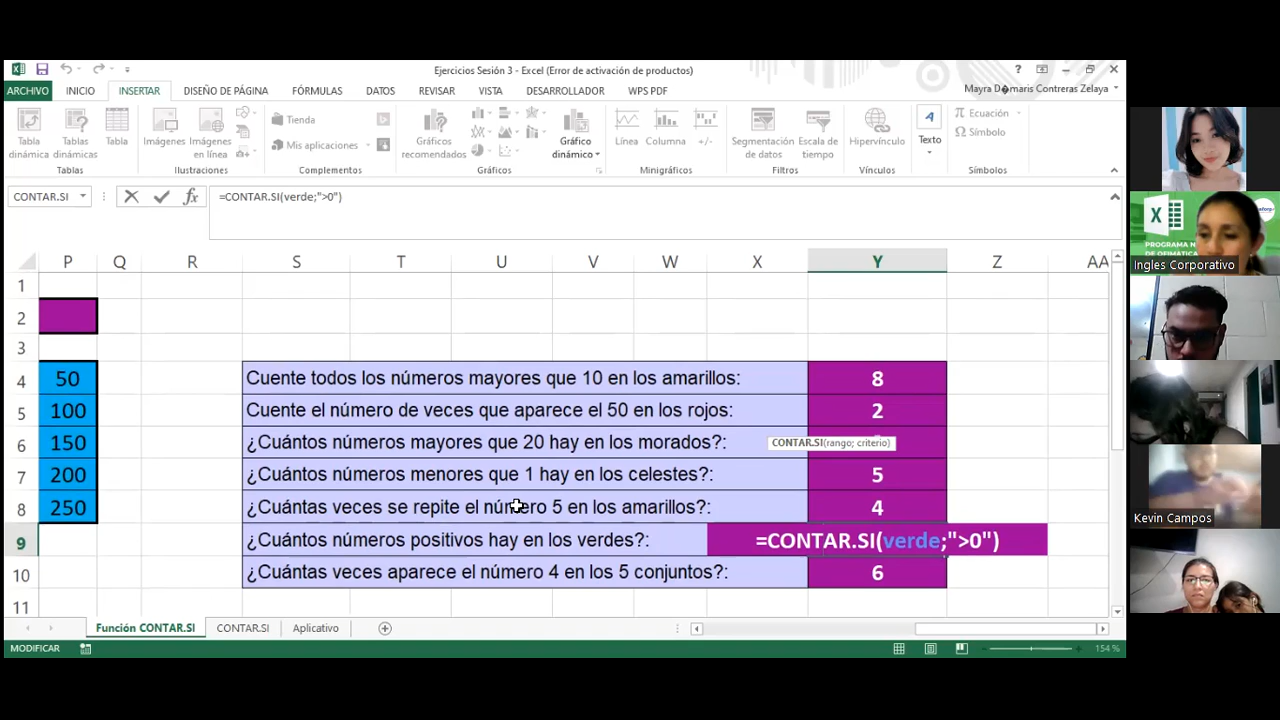 Ejercicios Sesión 3 - Excel (Error de activación de productos)
ARCHIVO INICIO INSERTAR DISEÑO DE PÁGINA FÓRMULAS DATOS REVISAR VISTA DESARROLLADOR WPS PDF
Mayra D�maris Contreras Zelaya
Tabla dinámica
Tablas dinámicas
Tabla
Tablas
Imágenes
Imágenes en línea
Ilustraciones
Tienda
Mis aplicaciones
Complementos
Gráficos recomendados
Gráfico dinámico
Gráficos
Línea
Columna
+/-
Minigráficos
Segmentación de datos
Escala de tiempo
Filtros
Hipervínculo
Vínculos
Texto
Ecuación
Símbolo
Símbolos
CONTAR.SI
fx
=CONTAR.SI(verde;">0")
P Q R S T U V W X Y Z AA
1
2
3
4 50 Cuente todos los números mayores que 10 en los amarillos: 8
5 100 Cuente el número de veces que aparece el 50 en los rojos: 2
6 150 ¿Cuántos números mayores que 20 hay en los morados?:
CONTAR.SI(rango; criterio)
7 200 ¿Cuántos números menores que 1 hay en los celestes?: 5
8 250 ¿Cuántas veces se repite el número 5 en los amarillos?: 4
9 ¿Cuántos números positivos hay en los verdes?: =CONTAR.SI(verde;">0")
10 ¿Cuántas veces aparece el número 4 en los 5 conjuntos?: 6
11
Función CONTAR.SI CONTAR.SI Aplicativo
MODIFICAR
154 %
Ingles Corporativo
Kevin Campos